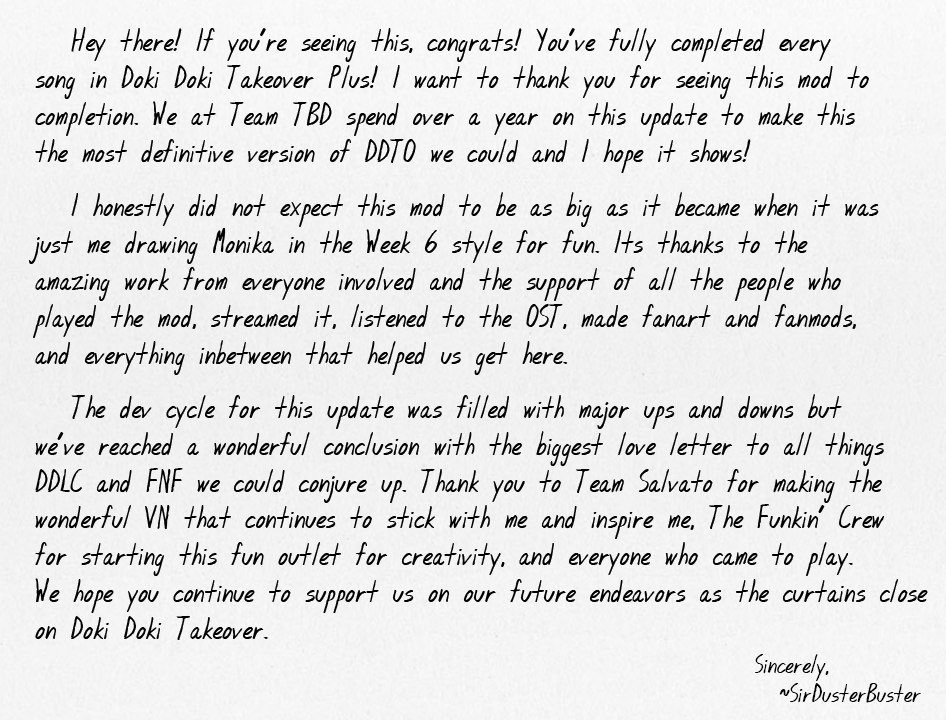 Hey there! If you're seeing this, congrats! You've fully completed every
song in Doki Doki Takeover Plus! I want to thank you for seeing this mod to
completion. We at Team TBD spend over a year on this update to make this
the most definitive version of DDTO we could and I hope it shows!
I honestly did not expect this mod to be as big as it became when it was
just me drawing Monika in the Week 6 style for fun. Its thanks to the
amazing work from everyone involved and the support of all the people who
played the mod, streamed it, listened to the OST, made fanart and fanmods,
and everything inbetween that helped us get here.
The dev cycle for this update was filled with major ups and downs but
we've reached a wonderful conclusion with the biggest love letter to all things
DDLC and FNF we could conjure up. Thank you to Team Salvato for making the
wonderful VN that continues to stick with me and inspire me, The Funkin' Crew
for starting this fun outlet for creativity, and everyone who came to play.
We hope you continue to support us on our future endeavors as the curtains close
on Doki Doki Takeover.
Sincerely,
~SirDusterBuster